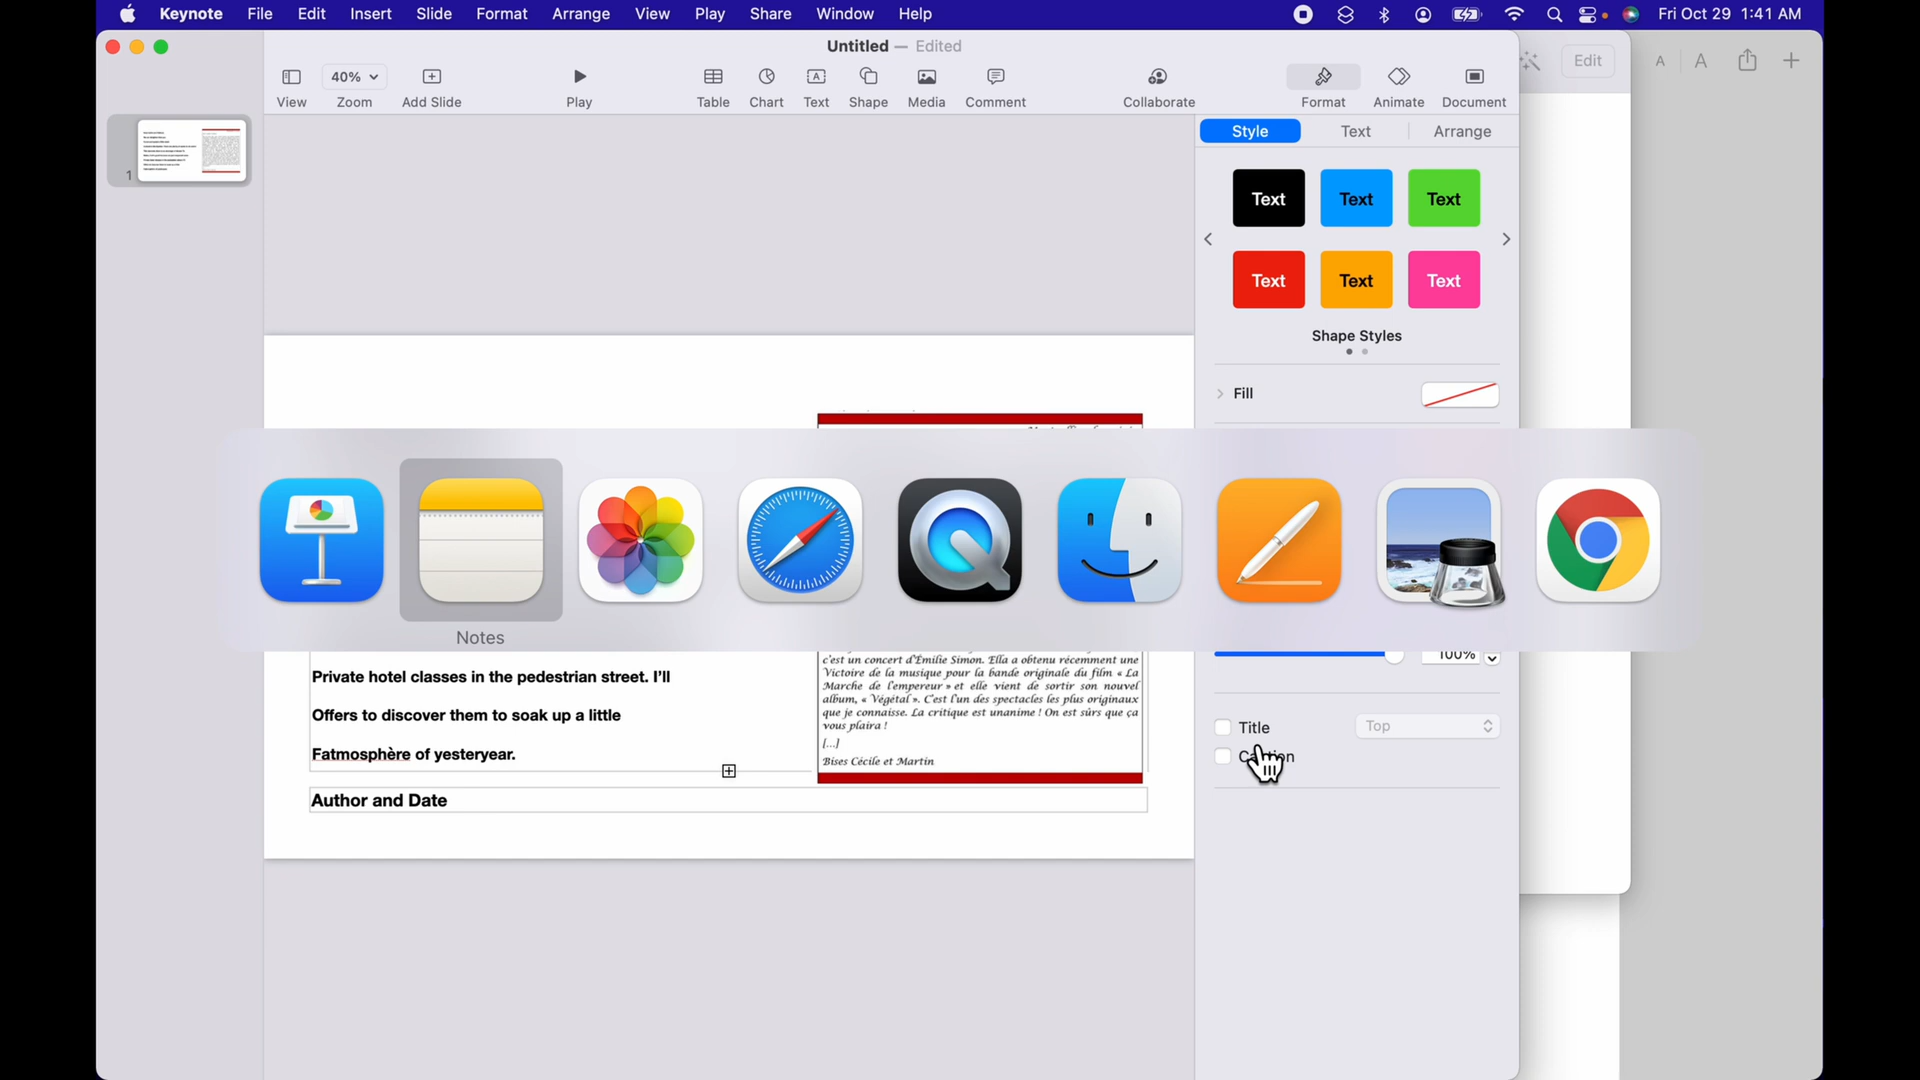 Keynote File Edit Insert Slide Format Arrange View Play Share Window Help Fri Oct 29 1:41 AM
Untitled — Edited
Edit A A
40%
View Zoom Add Slide Play Table Chart Text Shape Media Comment Collaborate Format Animate Document
Style Text Arrange
1
Text Text Text
Text Text Text
Shape Styles
Fill
Notes
100%
Private hotel classes in the pedestrian street. I'll
Offers to discover them to soak up a little
Fatmosphère of yesteryear.
Author and Date
c'est un concert d'Émilie Simon. Elle a obtenu récemment une
Victoire de la musique pour la bande originale du film « La
Marche de l'empereur » et elle vient de sortir son nouvel
album, « Végétal ». C'est l'un des spectacles les plus originaux
que je connaisse. La critique est unanime ! On est sûrs que ça
vous plaira !
[...]
Bises Cécile et Martin
Title Top